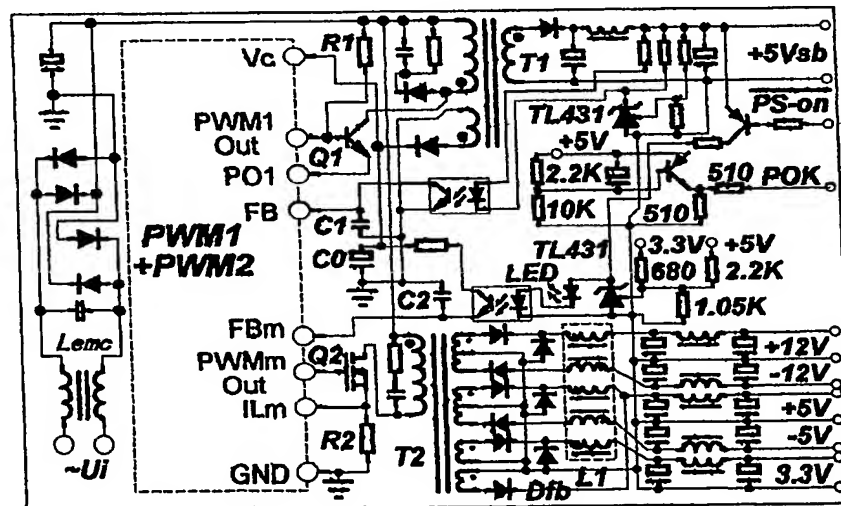 R1
Vc
T1
+5Vsb
PWM1
Out
Q1
TL431
PS-on
+5V
PO1
2.2K
510
POK
FB
10K
510
C1
PWM1
+PWM2
C0
TL431
3.3V
+5V
LED
680
2.2K
C2
1.05K
FBm
Lemc
PWMm
Out
Q2
+12V
-12V
ILm
+5V
R2
T2
-5V
~Ui
GND
L1
3.3V
Dfb